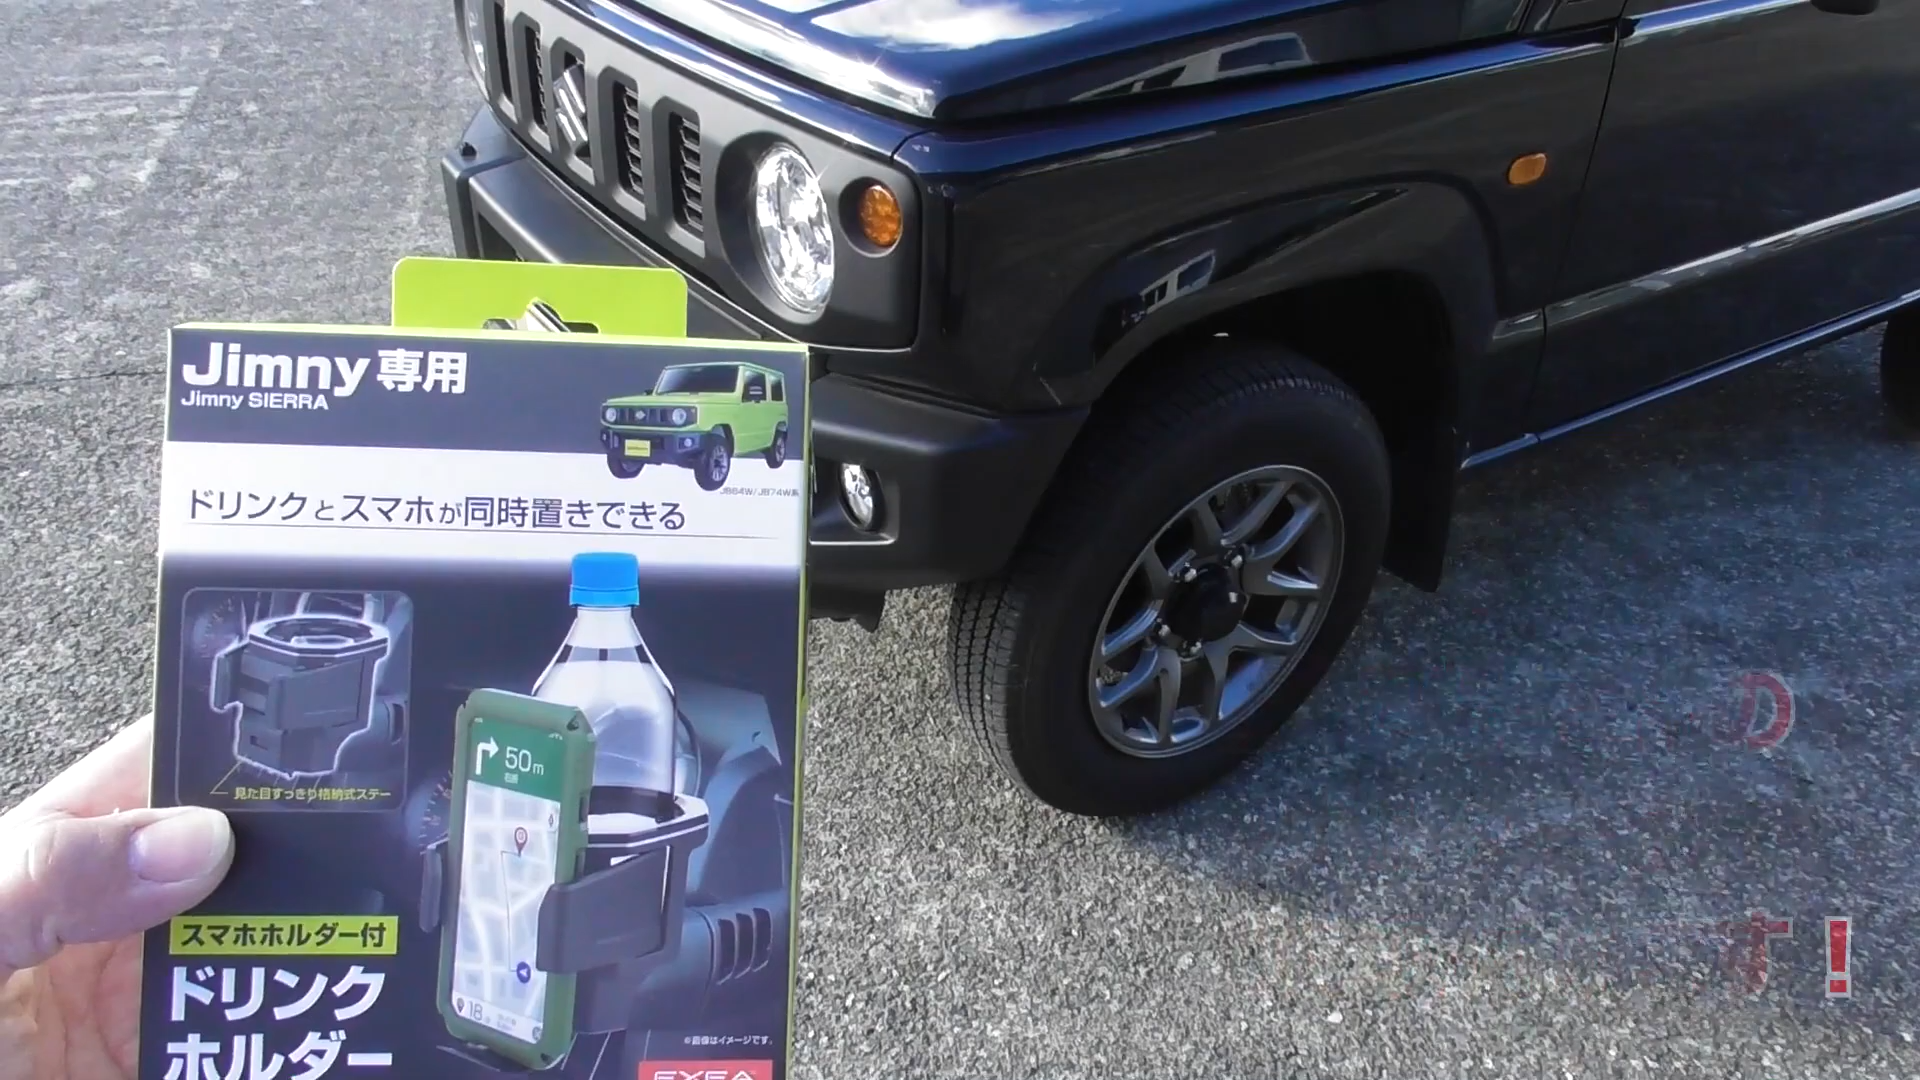 Jimny専用
Jimny SIERRA
JB64W/JB74W系
ドリンクとスマホが同時置きできる
見た目すっきり格納式ステー
50m
18
スマホホルダー付
ドリンク
ホルダー
※画像はイメージです。
EXEA
D
す!